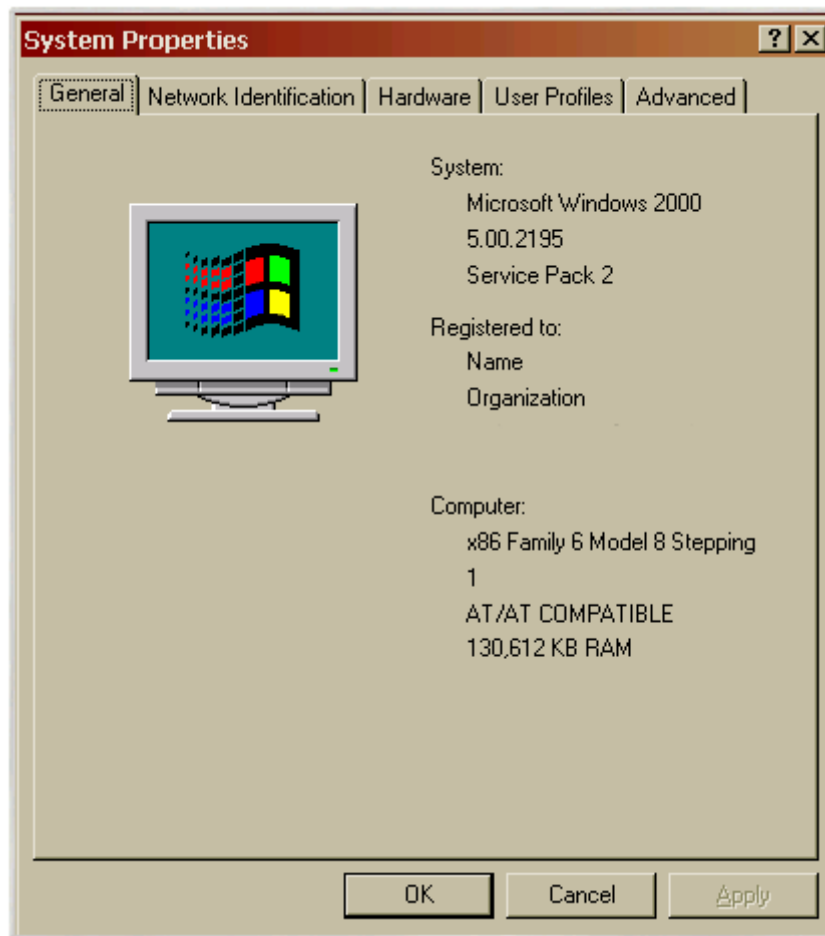 System Properties
General Network Identification Hardware User Profiles Advanced
System:
Microsoft Windows 2000
5.00.2195
Service Pack 2
Registered to:
Name
Organization
Computer:
x86 Family 6 Model 8 Stepping
1
AT/AT COMPATIBLE
130,612 KB RAM
OK Cancel Apply